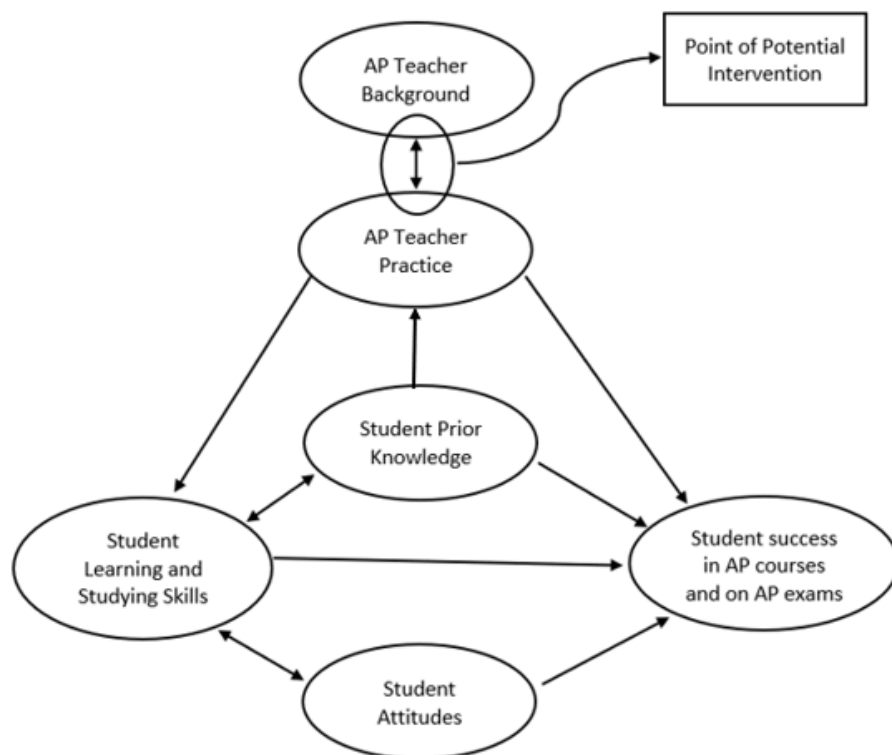 AP Teacher
Background
Point of Potential
Intervention
AP Teacher
Practice
Student Prior
Knowledge
Student
Learning and
Studying Skills
Student success
in AP courses
and on AP exams
Student
Attitudes